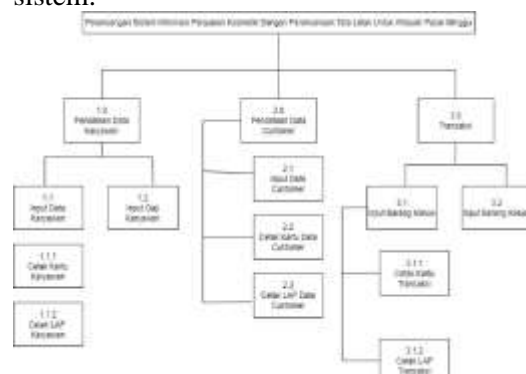 sistem.
Perancangan Sistem Informasi Penjualan Kosmetik Dengan Perencanaan Tata Letak Untuk Wilayah Pasar Minggu
1.0
Pendataan Data
Karyawan
2.0
Pendataan Data
Customer
3.0
Transaksi
1.1
Input Data
Karyawan
1.2
Input Gaji
Karyawan
2.1
Input Data
Customer
3.1
Input Barang Masuk
3.2
Input Barang Keluar
1.1.1
Cetak Kartu
Karyawan
2.2
Cetak Kartu Data
Customer
3.1.1
Cetak Kartu
Transaksi
1.1.2
Cetak LAP
Karyawan
2.3
Cetak LAP Data
Customer
3.1.2
Cetak LAP
Transaksi